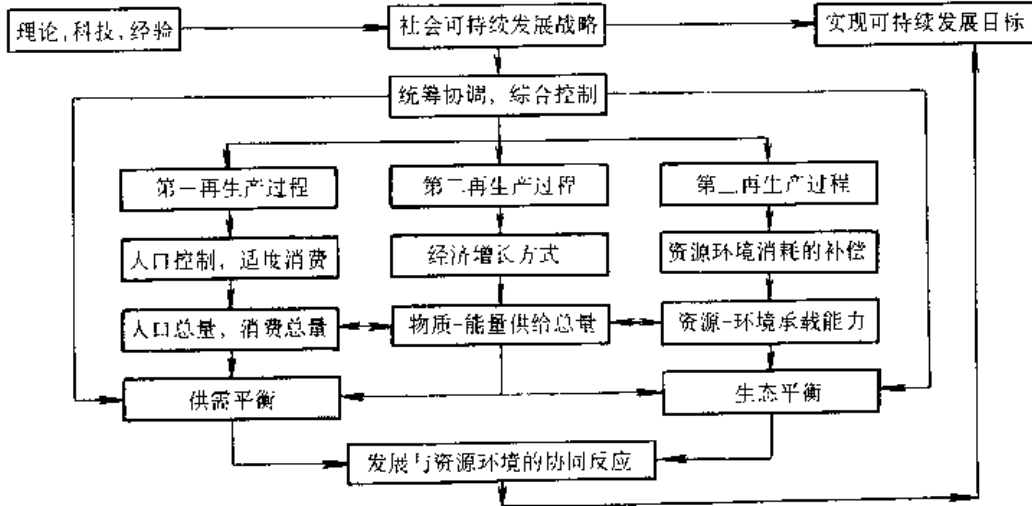 理论,科技,经验
社会可持续发展战略
实现可持续发展目标
统筹协调，综合控制
第一再生产过程
第二再生产过程
第三再生产过程
人口控制，适度消费
经济增长方式
资源环境消耗的补偿
人口总量，消费总量
物质-能量供给总量
资源-环境承载能力
供需平衡
生态平衡
发展与资源环境的协同反应